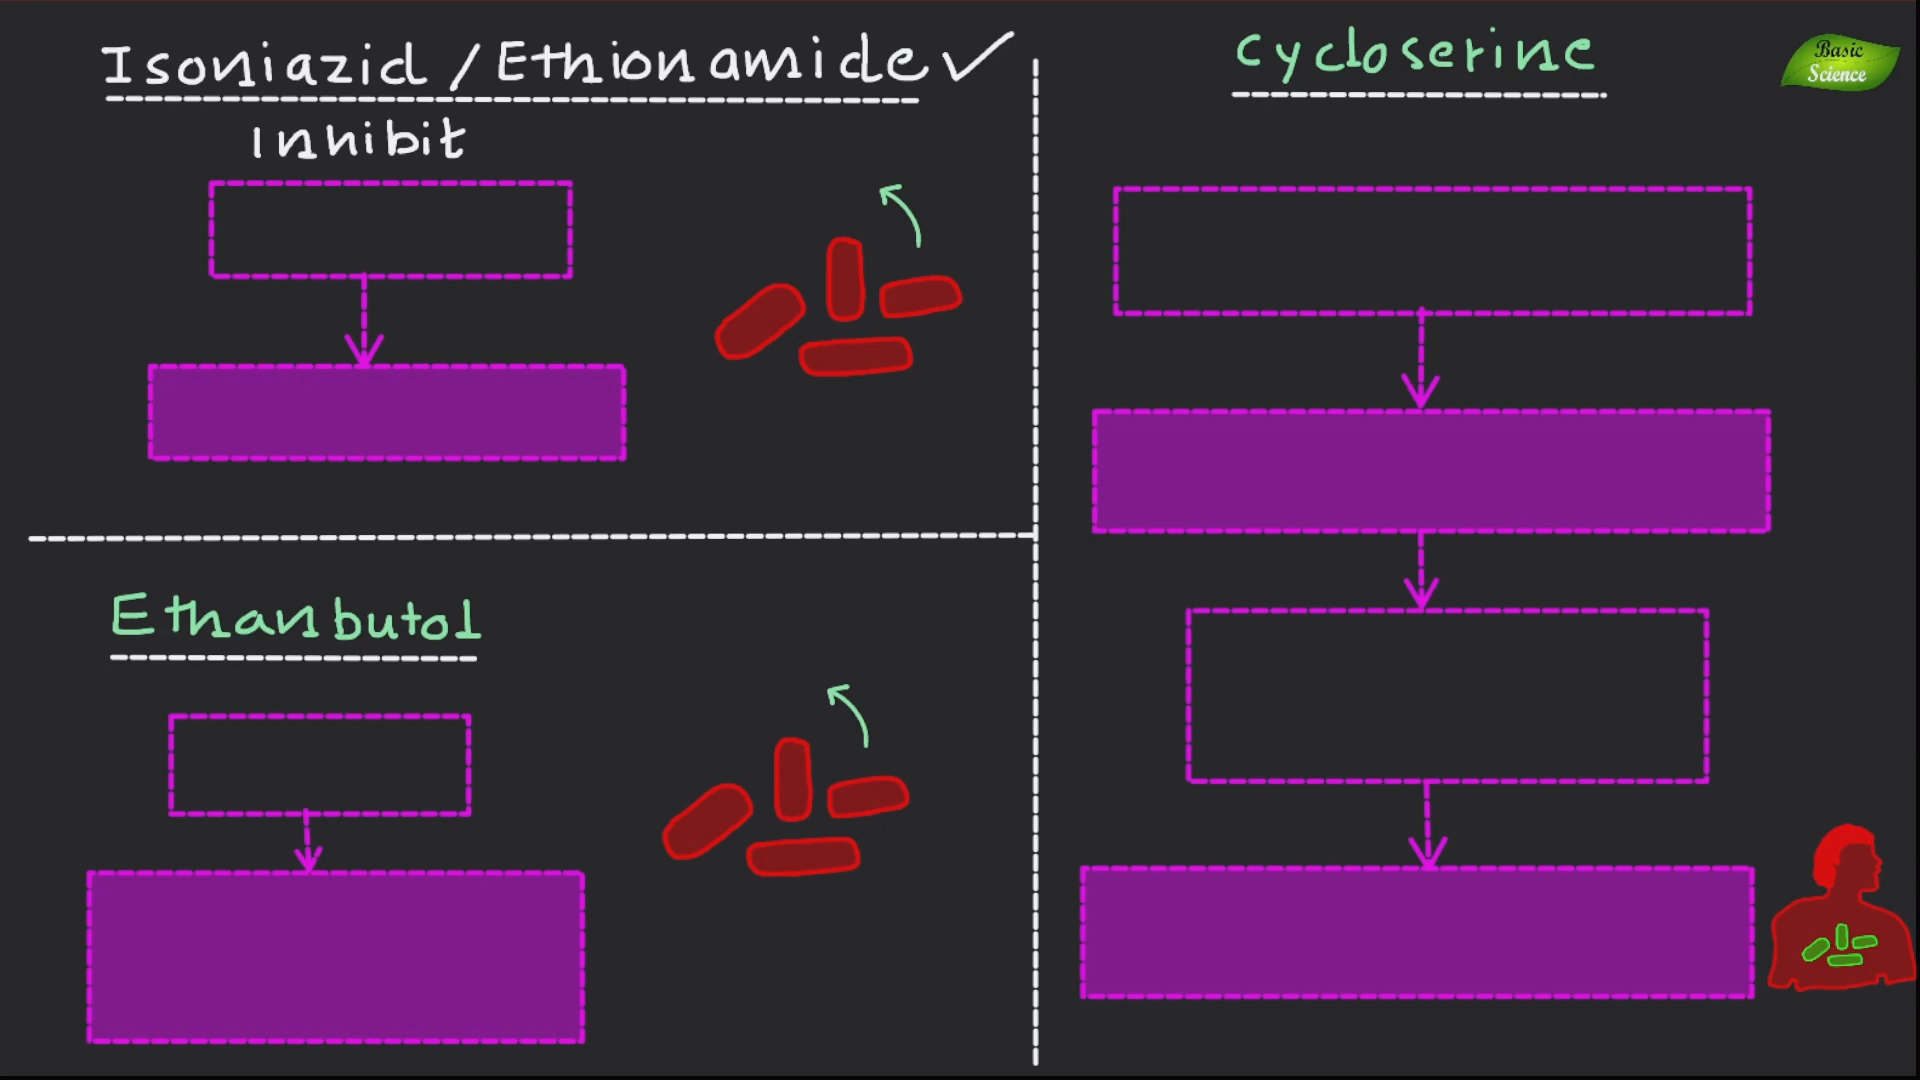 Isoniazid / Ethionamide
Inhibit
Ethanbutol
Cycloserine
Basic
Science